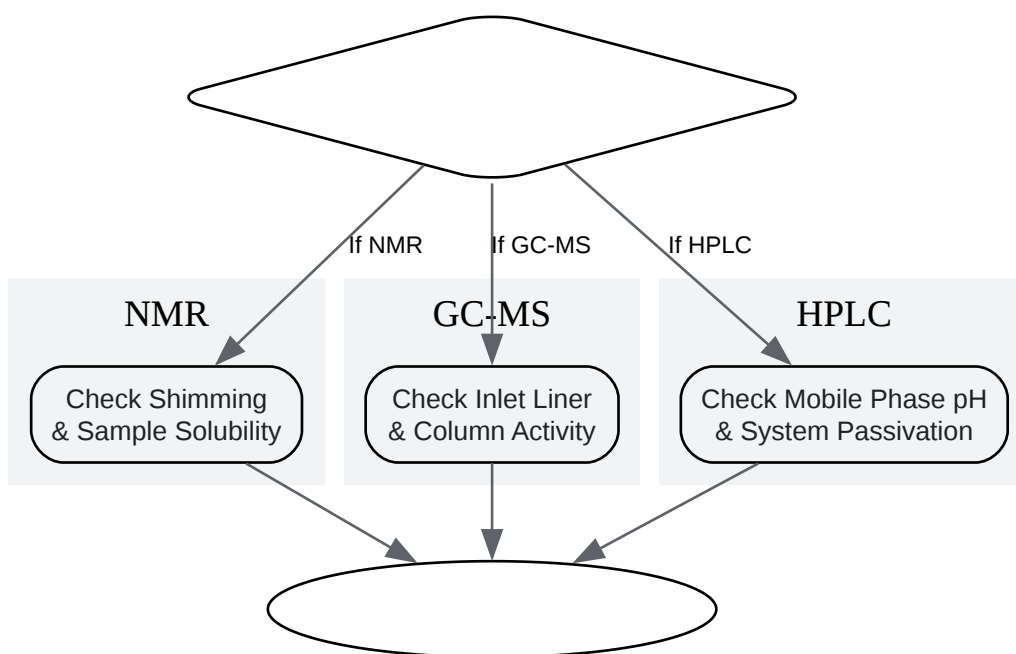 If NMR
If GC-MS
If HPLC
NMR
GC-MS
HPLC
Check Shimming
& Sample Solubility
Check Inlet Liner
& Column Activity
Check Mobile Phase pH
& System Passivation